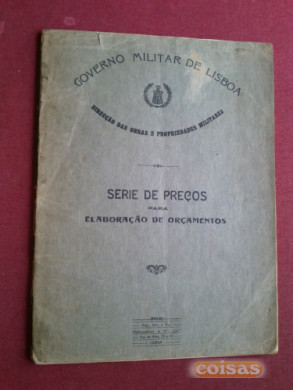 GOVERNO MILITAR DE LISBOA
DIRECÇÃO DAS OBRAS E PROPRIEDADES MILITARES
SERIE DE PREÇOS
PARA
ELABORAÇÃO DE ORÇAMENTOS
coisas